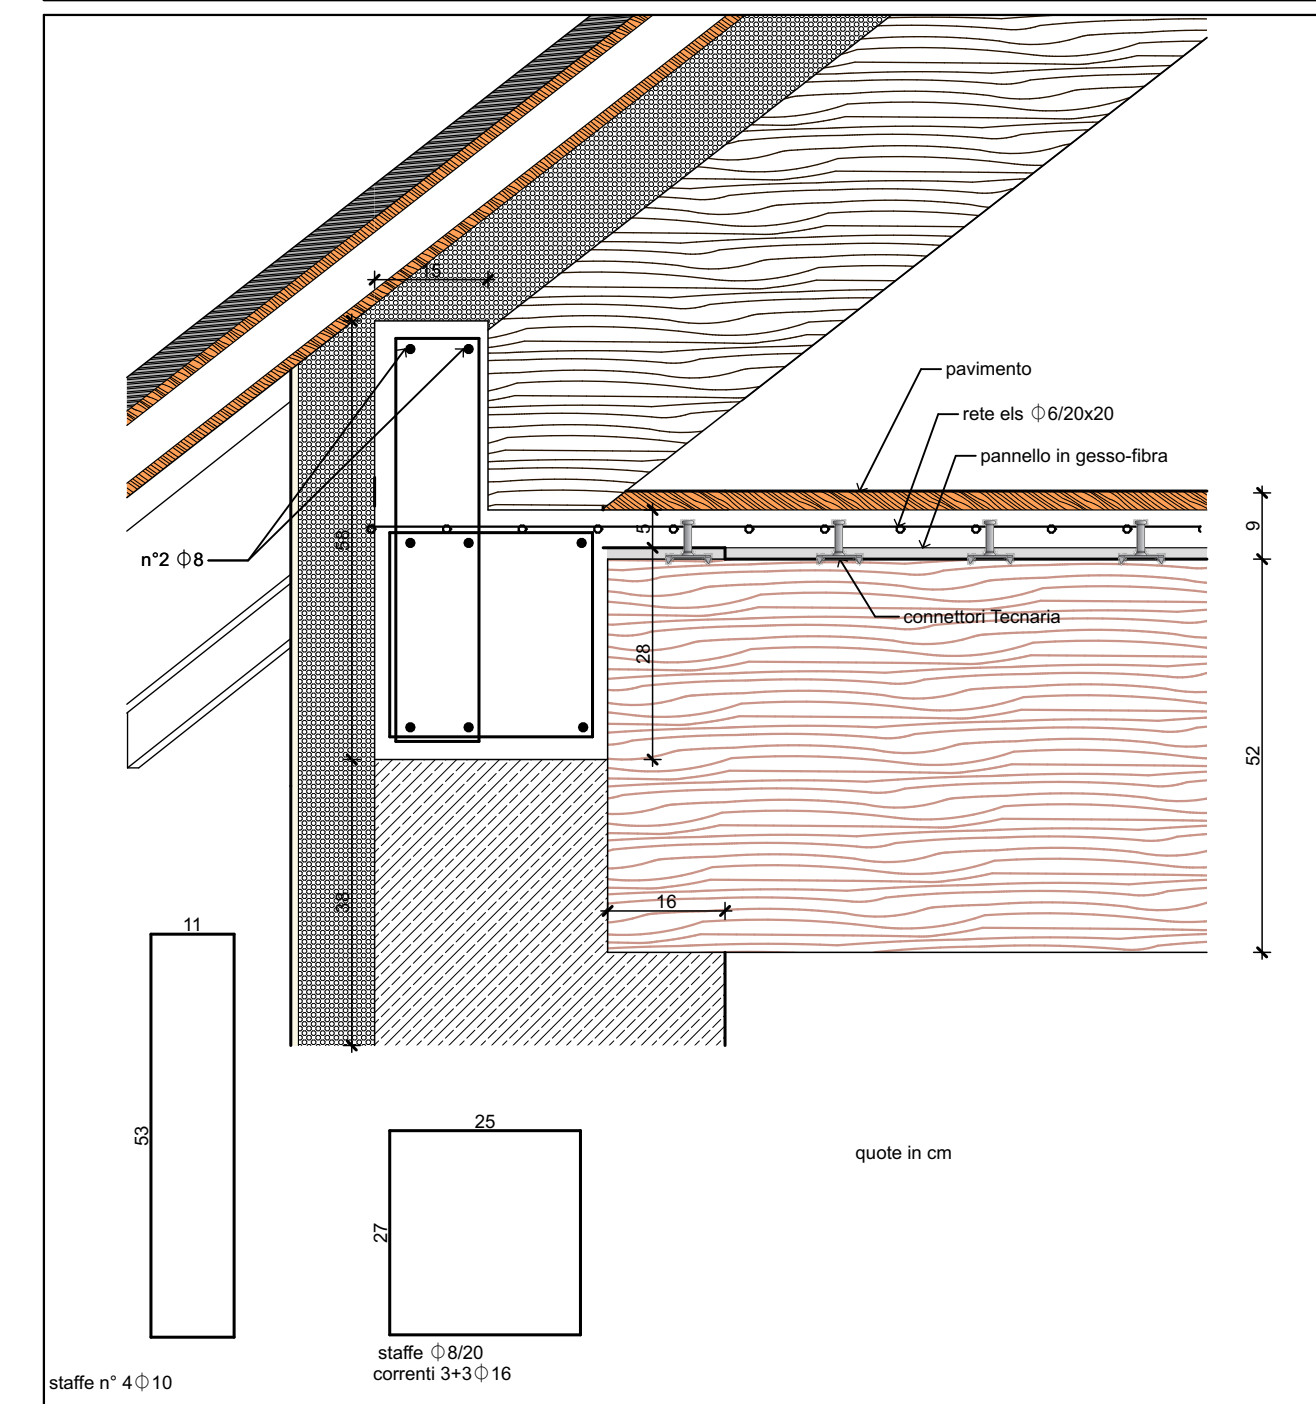 15
pavimento
rete els Φ6/20x20
pannello in gesso-fibra
9
5
58
n°2 Φ8
connettori Tecnaria
28
52
16
38
11
53
25
27
quote in cm
staffe Φ8/20
correnti 3+3Φ16
staffe n° 4Φ10